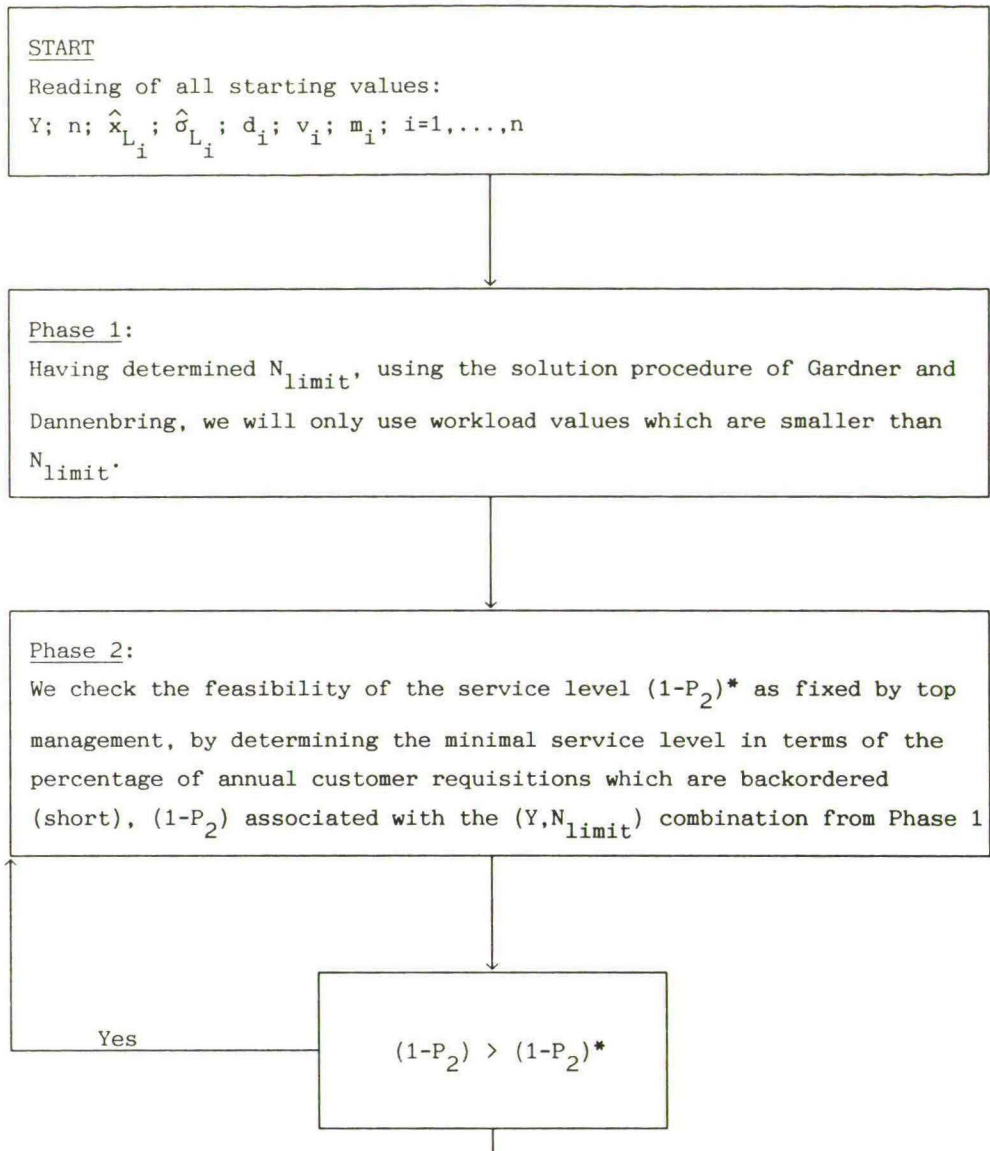 START
Reading of all starting values:
Y; n; x̂_L_i; σ̂_L_i; d_i; v_i; m_i; i=1,...,n
Phase 1:
Having determined N_limit, using the solution procedure of Gardner and
Dannenbring, we will only use workload values which are smaller than
N_limit.
Phase 2:
We check the feasibility of the service level (1-P_2)* as fixed by top
management, by determining the minimal service level in terms of the
percentage of annual customer requisitions which are backordered
(short), (1-P_2) associated with the (Y,N_limit) combination from Phase 1
Yes
(1-P_2) > (1-P_2)*